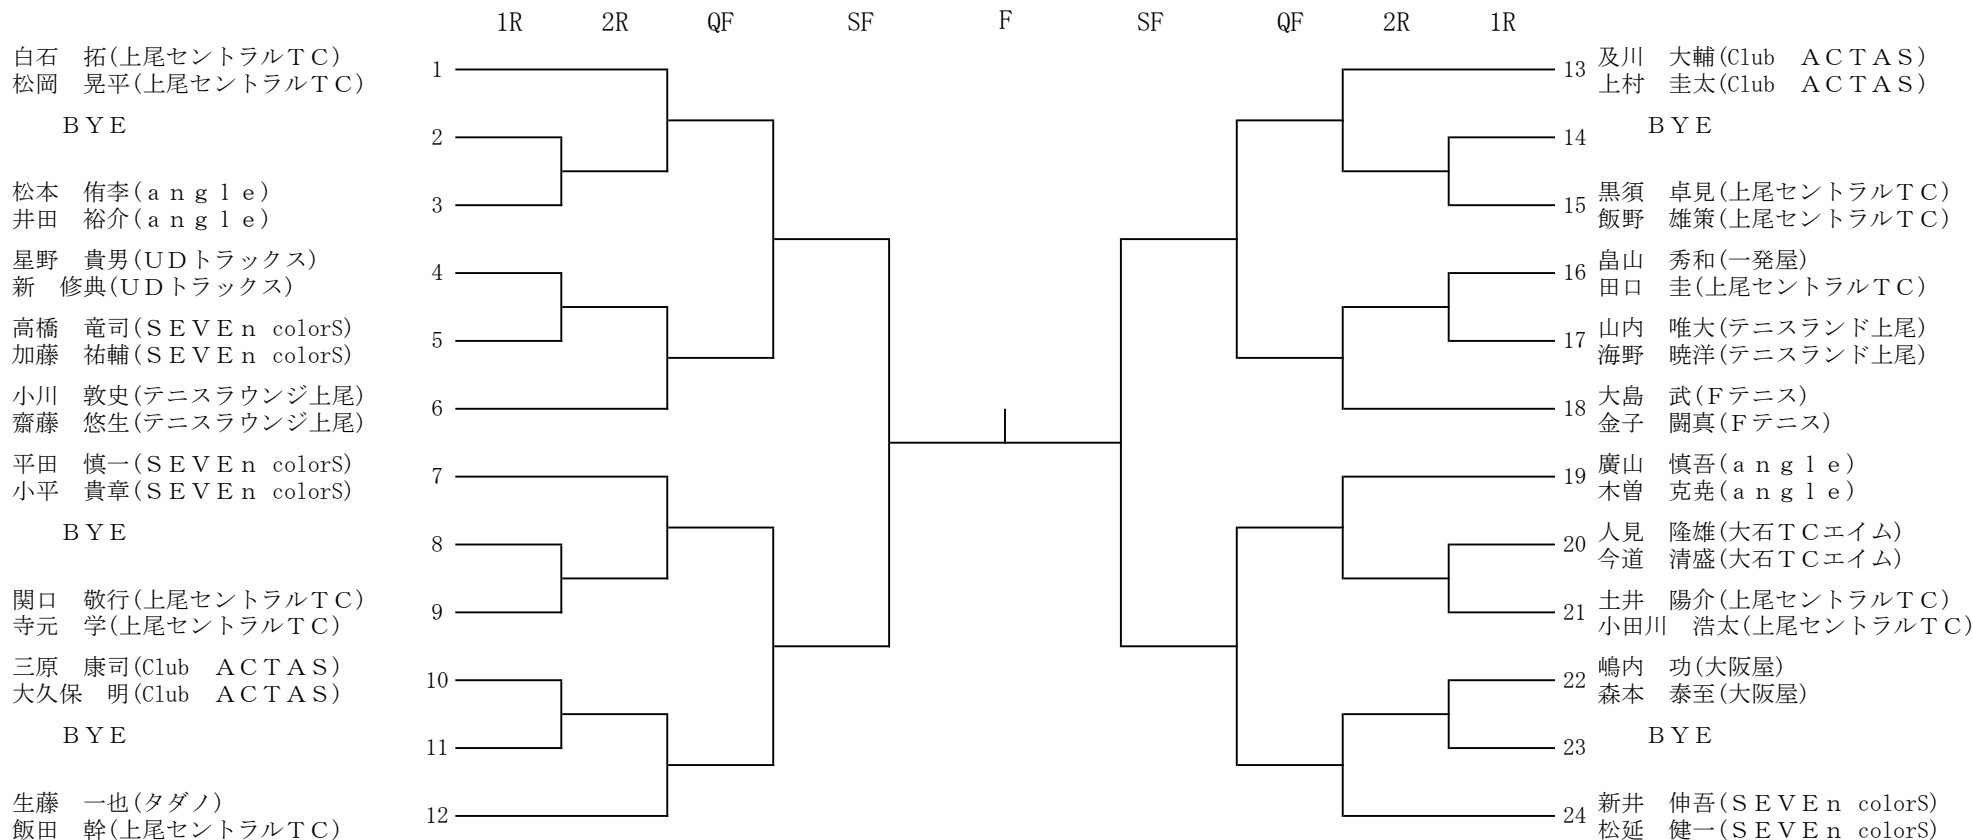 1R 2R QF SF F SF QF 2R 1R
白石　拓(上尾セントラルＴＣ)
松岡　晃平(上尾セントラルＴＣ)
1
ＢＹＥ
2
松本　侑李(ａｎｇｌｅ)
井田　裕介(ａｎｇｌｅ)
3
星野　貴男(ＵＤトラックス)
新　修典(ＵＤトラックス)
4
高橋　竜司(ＳＥＶＥｎ colorS)
加藤　祐輔(ＳＥＶＥｎ colorS)
5
小川　敦史(テニスラウンジ上尾)
齋藤　悠生(テニスラウンジ上尾)
6
平田　慎一(ＳＥＶＥｎ colorS)
小平　貴章(ＳＥＶＥｎ colorS)
7
ＢＹＥ
8
関口　敬行(上尾セントラルＴＣ)
寺元　学(上尾セントラルＴＣ)
9
三原　康司(Club　ＡＣＴＡＳ)
大久保　明(Club　ＡＣＴＡＳ)
10
ＢＹＥ
11
生藤　一也(タダノ)
飯田　幹(上尾セントラルＴＣ)
12
13
及川　大輔(Club　ＡＣＴＡＳ)
上村　圭太(Club　ＡＣＴＡＳ)
14
ＢＹＥ
15
黒須　卓見(上尾セントラルＴＣ)
飯野　雄策(上尾セントラルＴＣ)
16
畠山　秀和(一発屋)
田口　圭(上尾セントラルＴＣ)
17
山内　唯大(テニスランド上尾)
海野　暁洋(テニスランド上尾)
18
大島　武(Ｆテニス)
金子　闘真(Ｆテニス)
19
廣山　慎吾(ａｎｇｌｅ)
木曽　克尭(ａｎｇｌｅ)
20
人見　隆雄(大石ＴＣエイム)
今道　清盛(大石ＴＣエイム)
21
土井　陽介(上尾セントラルＴＣ)
小田川　浩太(上尾セントラルＴＣ)
22
嶋内　功(大阪屋)
森本　泰至(大阪屋)
23
ＢＹＥ
24
新井　伸吾(ＳＥＶＥｎ colorS)
松延　健一(ＳＥＶＥｎ colorS)